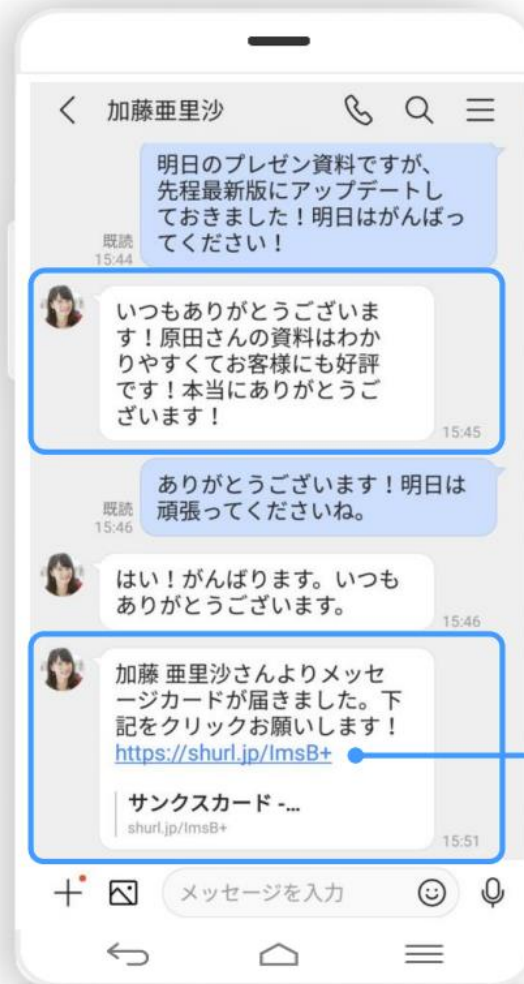 加藤亜里沙
明日のプレゼン資料ですが、
先程最新版にアップデートし
ておきました！明日はがんばっ
てください！
既読
15:44
いつもありがとうございま
す！原田さんの資料はわか
りやすくてお客様にも好評
です！本当にありがとうご
ざいます！
15:45
ありがとうございます！明日は
頑張ってくださいね。
既読
15:46
はい！がんばります。いつも
ありがとうございます。
15:46
加藤 亜里沙さんよりメッセ
ージカードが届きました。下
記をクリックお願いします！
https://shurl.jp/ImsB+
サンクスカード -...
shurl.jp/ImsB+
15:51
メッセージを入力